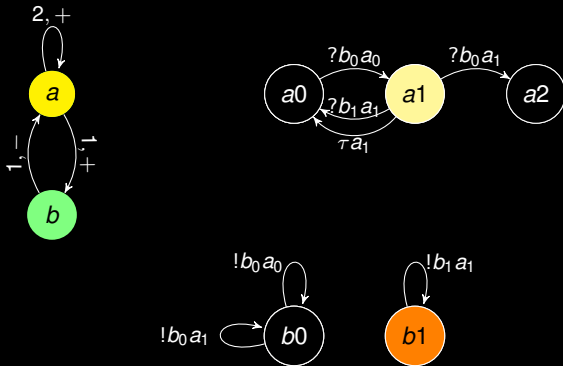 2, +
a
1, +
1, −
b
?b₀a₀
?b₀a₁
a0
a1
a2
?b₁a₁
τa₁
!b₀a₀
!b₁a₁
!b₀a₁
b0
b1